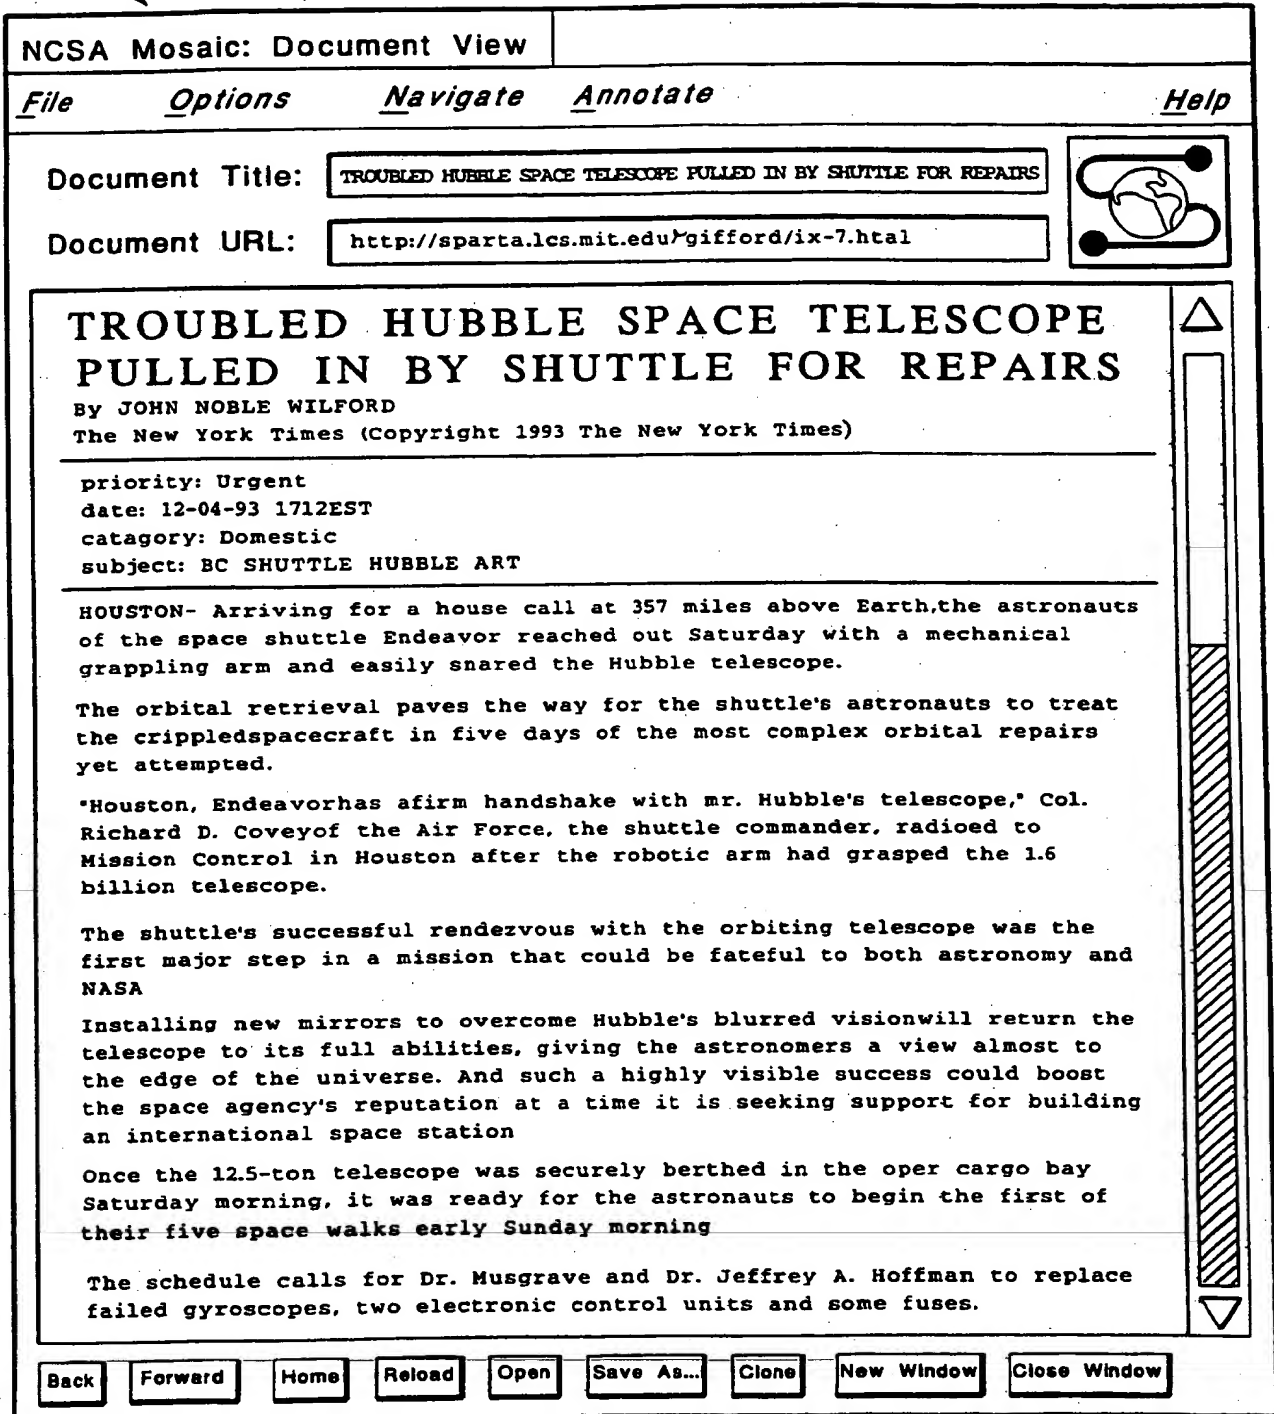 NCSA Mosaic: Document View
File Options Navigate Annotate Help
Document Title: TROUBLED HUBBLE SPACE TELESCOPE PULLED IN BY SHUTTLE FOR REPAIRS
Document URL: http://sparta.lcs.mit.edu/~gifford/ix-7.htal
TROUBLED HUBBLE SPACE TELESCOPE
PULLED IN BY SHUTTLE FOR REPAIRS
By JOHN NOBLE WILFORD
The New York Times (Copyright 1993 The New York Times)
priority: Urgent
date: 12-04-93 1712EST
catagory: Domestic
subject: BC SHUTTLE HUBBLE ART
HOUSTON- Arriving for a house call at 357 miles above Earth,the astronauts
of the space shuttle Endeavor reached out Saturday with a mechanical
grappling arm and easily snared the Hubble telescope.
The orbital retrieval paves the way for the shuttle's astronauts to treat
the crippledspacecraft in five days of the most complex orbital repairs
yet attempted.
"Houston, Endeavorhas afirm handshake with mr. Hubble's telescope," Col.
Richard D. Coveyof the Air Force, the shuttle commander, radioed to
Mission Control in Houston after the robotic arm had grasped the 1.6
billion telescope.
The shuttle's successful rendezvous with the orbiting telescope was the
first major step in a mission that could be fateful to both astronomy and
NASA
Installing new mirrors to overcome Hubble's blurred visionwill return the
telescope to its full abilities, giving the astronomers a view almost to
the edge of the universe. And such a highly visible success could boost
the space agency's reputation at a time it is seeking support for building
an international space station
Once the 12.5-ton telescope was securely berthed in the oper cargo bay
Saturday morning, it was ready for the astronauts to begin the first of
their five space walks early Sunday morning
The schedule calls for Dr. Musgrave and Dr. Jeffrey A. Hoffman to replace
failed gyroscopes, two electronic control units and some fuses.
Back Forward Home Reload Open Save As... Clone New Window Close Window